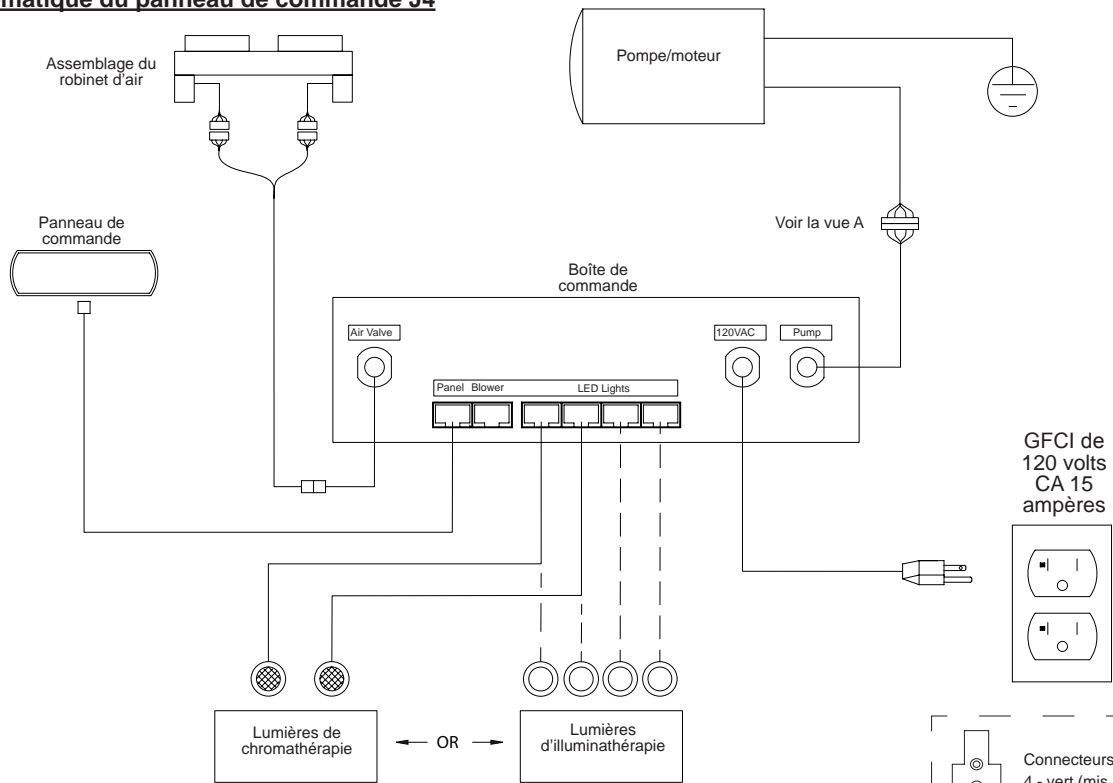 matique du panneau de commande J4
Assemblage du
robinet d'air
Pompe/moteur
Panneau de
commande
Voir la vue A
Boîte de
commande
Air Valve
120VAC
Pump
Panel
Blower
LED Lights
GFCI de
120 volts
CA 15
ampères
Lumières de
chromathérapie
OR
Lumières
d'illuminathérapie
Connecteurs
4 - vert (mis